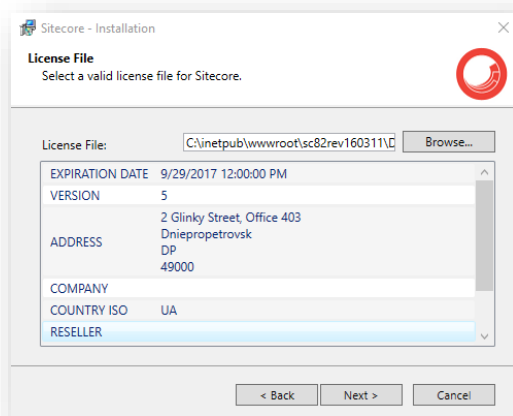 Sitecore - Installation
License File
Select a valid license file for Sitecore.
License File: C:\inetpub\wwwroot\sc82rev160311\D Browse...
EXPIRATION DATE 9/29/2017 12:00:00 PM
VERSION 5
ADDRESS 2 Glinky Street, Office 403
Dniepropetrovsk
DP
49000
COMPANY
COUNTRY ISO UA
RESELLER
< Back Next > Cancel